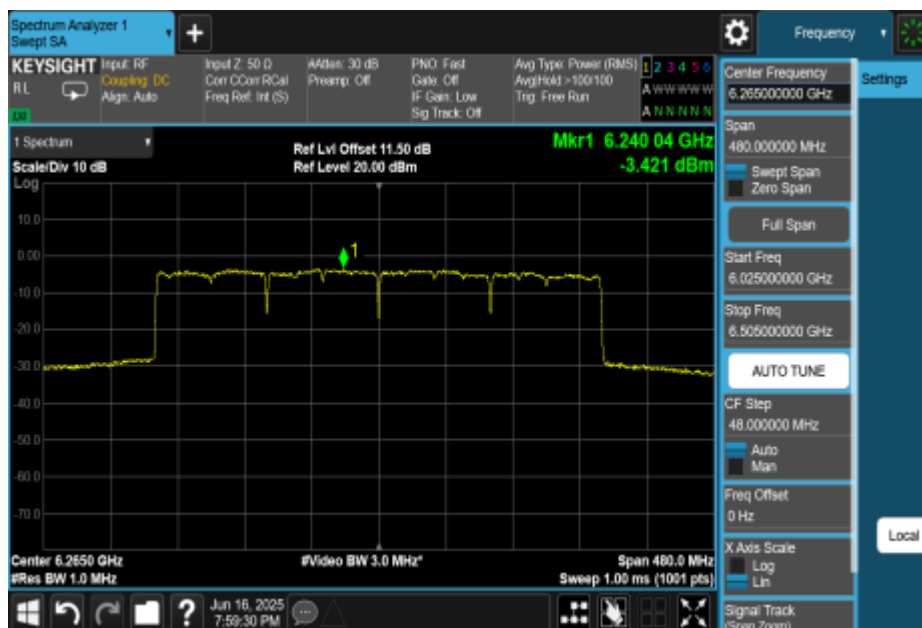 Spectrum Analyzer 1
Swept SA
+
Frequency
KEYSIGHT
RL
Input: RF
Coupling: DC
Align: Auto
Input Z: 50 Ω
Corr CCorr RCal
Freq Ref: Int (S)
#Atten: 30 dB
Preamp: Off
PNO: Fast
Gate: Off
IF Gain: Low
Sig Track: Off
Avg Type: Power (RMS)
Avg|Hold: >100/100
Trig: Free Run
1 2 3 4 5 6
A W W W W W
A N N N N N
1 Spectrum
Scale/Div 10 dB
Log
Ref Lvl Offset 11.50 dB
Ref Level 20.00 dBm
Mkr1 6.240 04 GHz
-3.421 dBm
1
10.0
0.00
-10.0
-20.0
-30.0
-40.0
-50.0
-60.0
-70.0
Center 6.2650 GHz
#Res BW 1.0 MHz
#Video BW 3.0 MHz*
Span 480.0 MHz
Sweep 1.00 ms (1001 pts)
?
Jun 16, 2025
7:59:30 PM
Center Frequency
6.265000000 GHz
Span
480.000000 MHz
Swept Span
Zero Span
Full Span
Start Freq
6.025000000 GHz
Stop Freq
6.505000000 GHz
AUTO TUNE
CF Step
48.000000 MHz
Auto
Man
Freq Offset
0 Hz
X Axis Scale
Log
Lin
Signal Track
(Span Zoom)
Settings
Local